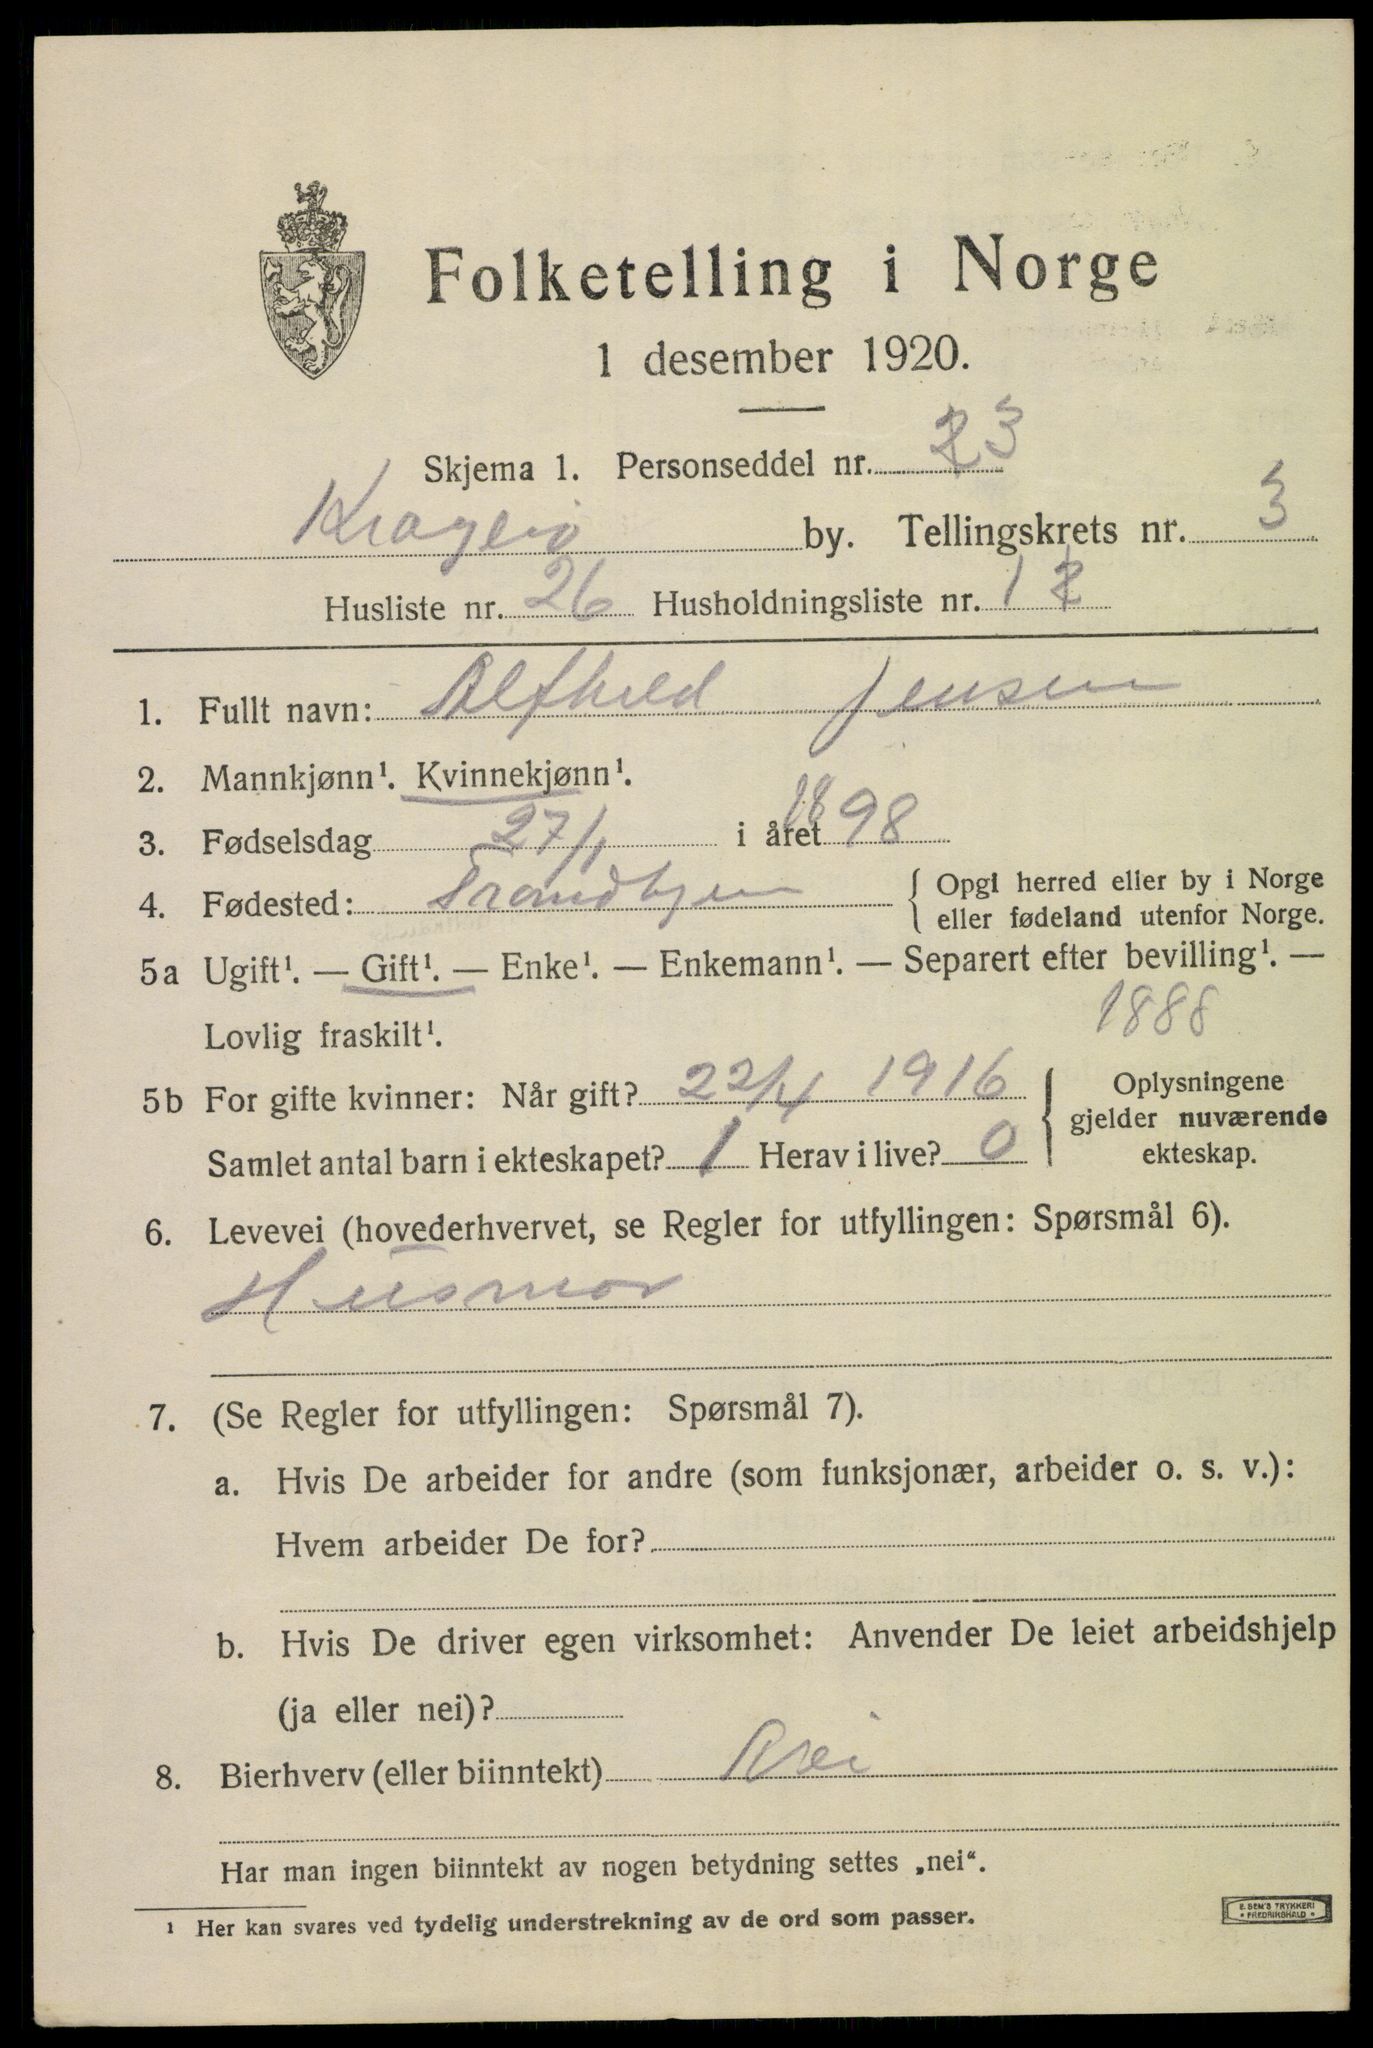 Folketelling i Norge
1 desember 1920.
Skjema 1. Personseddel nr. 23
Kragerø by. Tellingskrets nr. 3
Husliste nr. 26 Husholdningsliste nr. 1
1. Fullt navn: Alfhild Jensen
2. Mannkjønn¹. Kvinnekjønn¹.
3. Fødselsdag 27/1 i året 1898
4. Fødested: Trondhjem { Opgi herred eller by i Norge
eller fødeland utenfor Norge.
5a Ugift¹. — Gift¹. — Enke¹. — Enkemann¹. — Separert efter bevilling¹. —
Lovlig fraskilt¹. 1888
5b For gifte kvinner: Når gift? 22/4 1916 { Oplysningene
gjelder nuværende
Samlet antal barn i ekteskapet? 1 Herav i live? 0 ekteskap.
6. Levevei (hovederhvervet, se Regler for utfyllingen: Spørsmål 6).
Husmor
7. (Se Regler for utfyllingen: Spørsmål 7).
a. Hvis De arbeider for andre (som funksjonær, arbeider o. s. v.):
Hvem arbeider De for?
b. Hvis De driver egen virksomhet: Anvender De leiet arbeidshjelp
(ja eller nei)?
8. Bierhverv (eller biinntekt) Nei
Har man ingen biinntekt av nogen betydning settes „nei“.
¹ Her kan svares ved tydelig understrekning av de ord som passer.
E. SEM'S TRYKKERI
• FREDRIKSHALD •